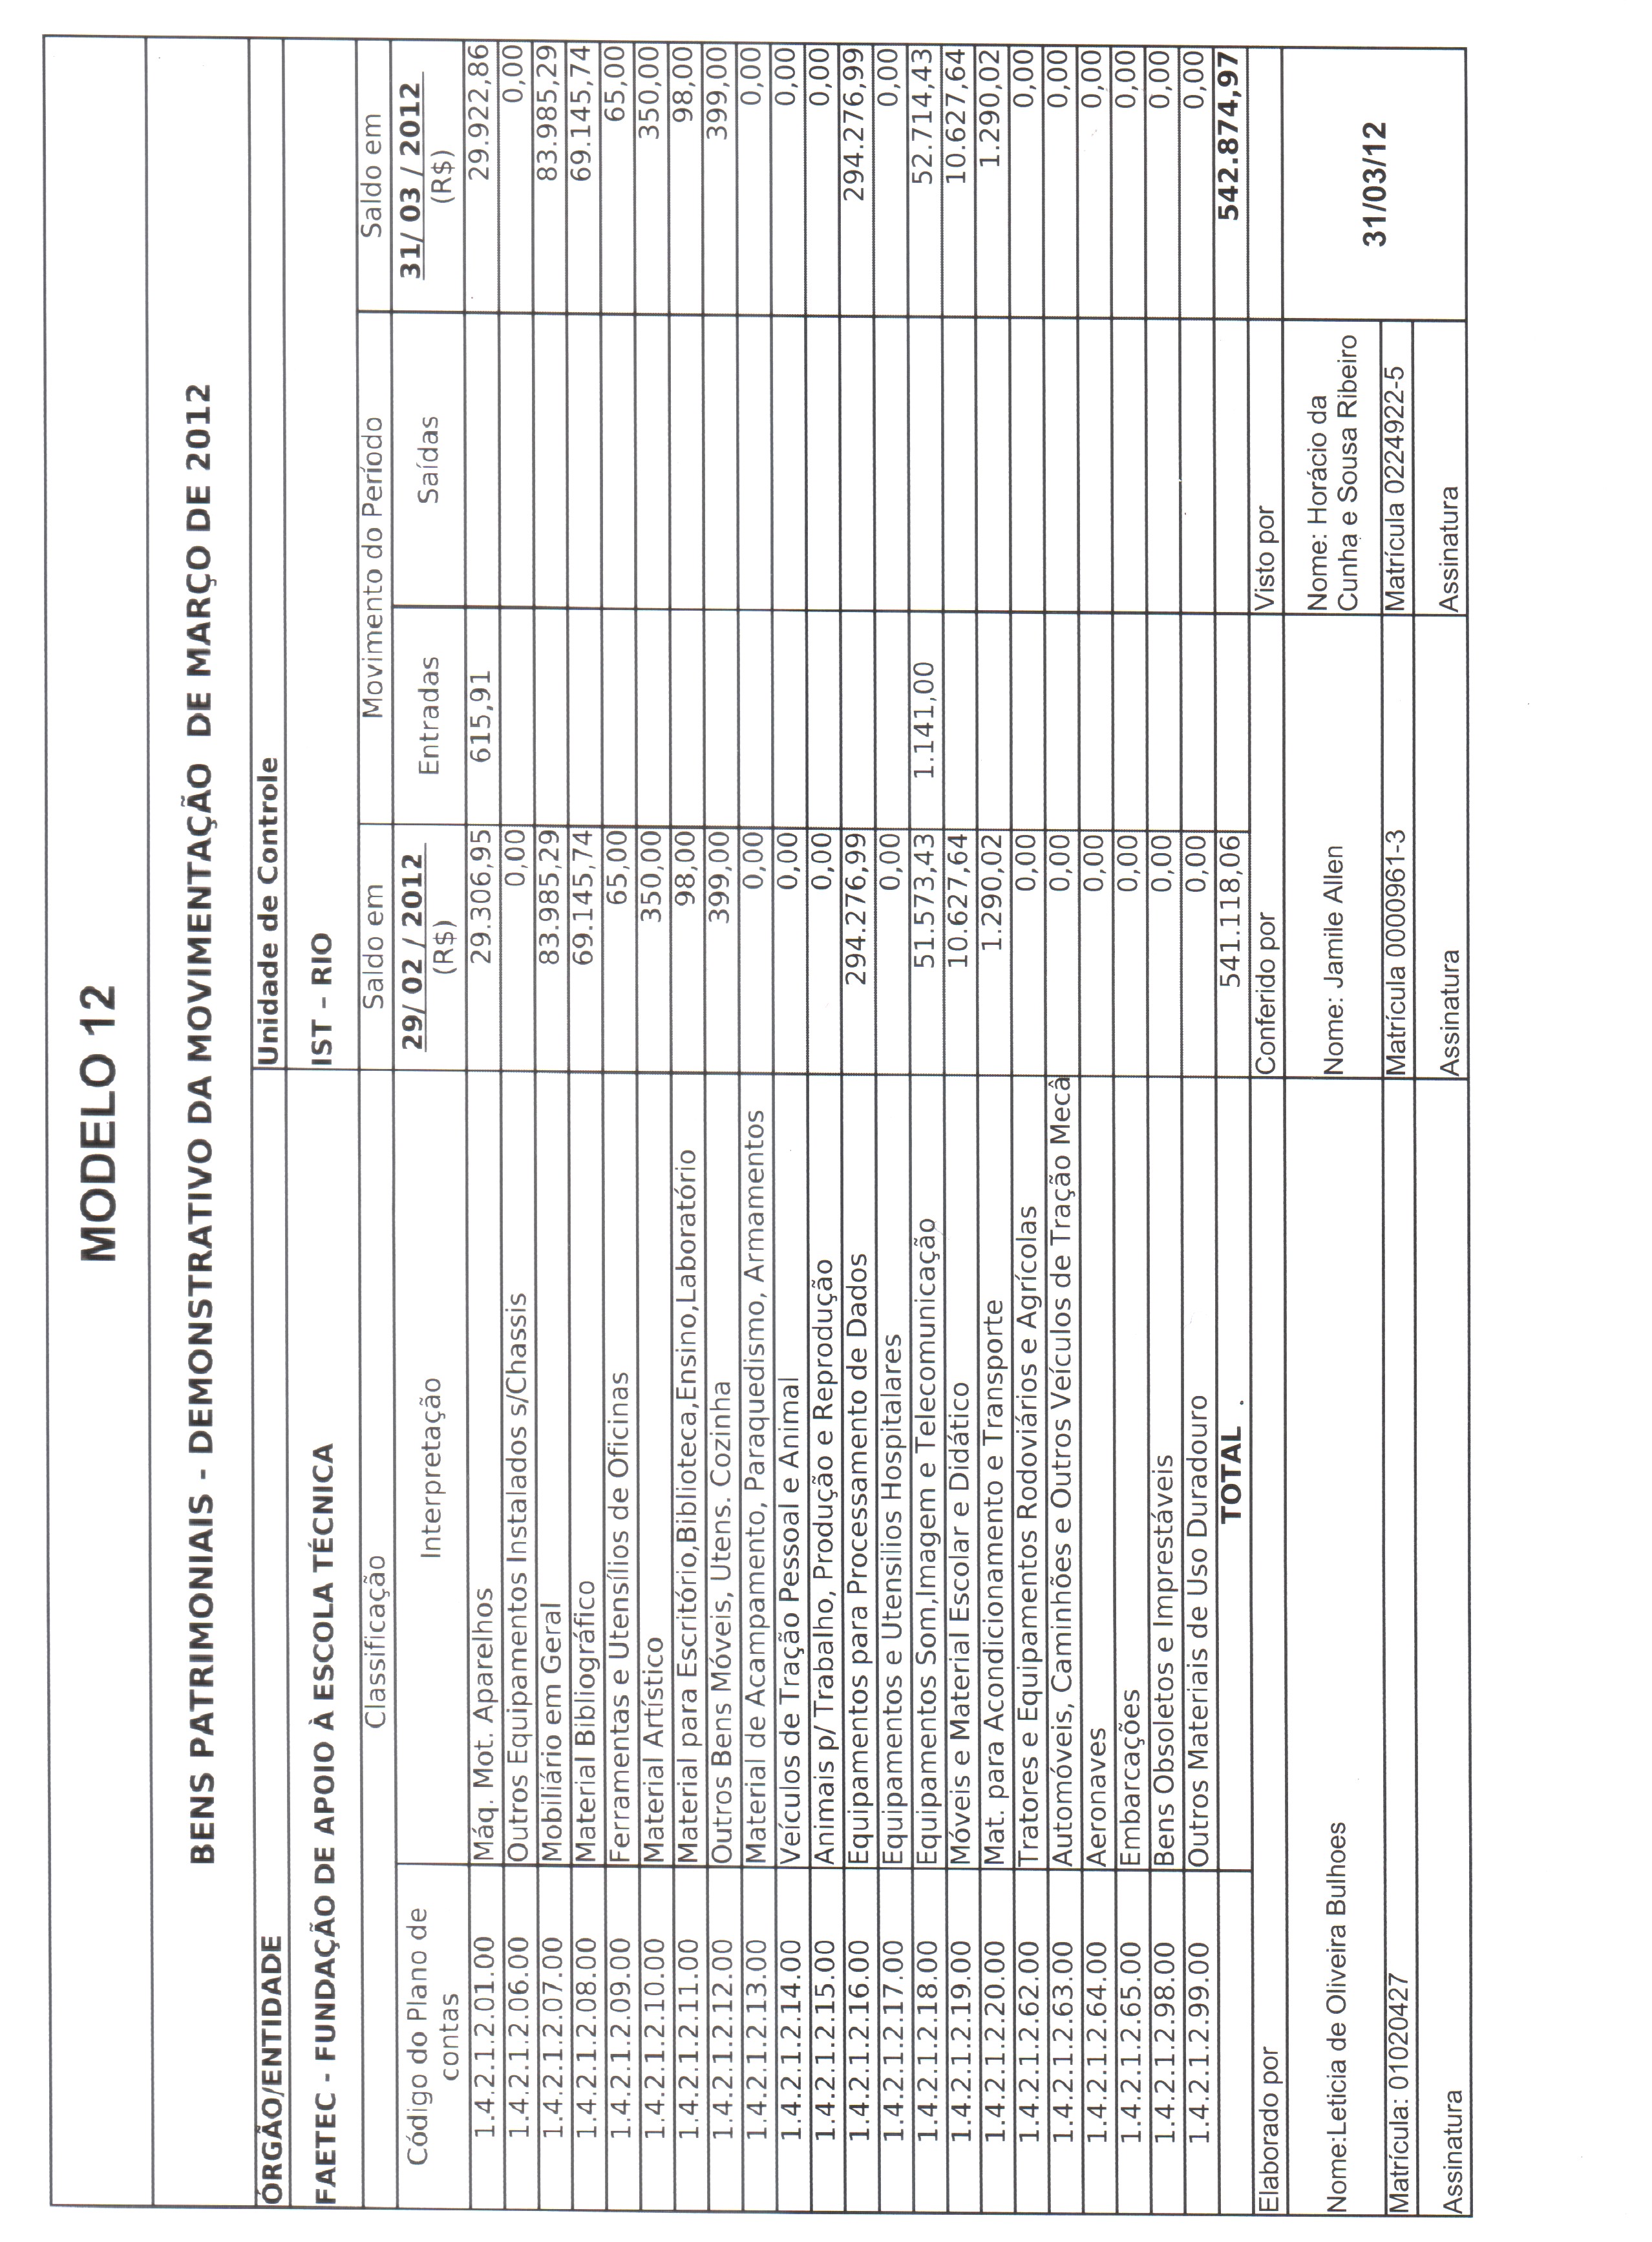 MODELO 12
BENS PATRIMONIAIS - DEMONSTRATIVO DA MOVIMENTAÇÃO DE MARÇO DE 2012
ÓRGÃO/ENTIDADE Unidade de Controle
FAETEC - FUNDAÇÃO DE APOIO À ESCOLA TÉCNICA IST – RIO
Classificação Saldo em Movimento do Período Saldo em
Código do Plano de contas Interpretação 29/ 02 / 2012 (R$) Entradas Saídas 31/ 03 / 2012 (R$)
1.4.2.1.2.01.00 Máq. Mot. Aparelhos 29.306,95 615,91 29.922,86
1.4.2.1.2.06.00 Outros Equipamentos Instalados s/Chassis 0,00 0,00
1.4.2.1.2.07.00 Mobiliário em Geral 83.985,29 83.985,29
1.4.2.1.2.08.00 Material Bibliográfico 69.145,74 69.145,74
1.4.2.1.2.09.00 Ferramentas e Utensílios de Oficinas 65,00 65,00
1.4.2.1.2.10.00 Material Artístico 350,00 350,00
1.4.2.1.2.11.00 Material para Escritório,Biblioteca,Ensino,Laboratório 98,00 98,00
1.4.2.1.2.12.00 Outros Bens Móveis, Utens. Cozinha 399,00 399,00
1.4.2.1.2.13.00 Material de Acampamento, Paraquedismo, Armamentos 0,00 0,00
1.4.2.1.2.14.00 Veículos de Tração Pessoal e Animal 0,00 0,00
1.4.2.1.2.15.00 Animais p/ Trabalho, Produção e Reprodução 0,00 0,00
1.4.2.1.2.16.00 Equipamentos para Processamento de Dados 294.276,99 294.276,99
1.4.2.1.2.17.00 Equipamentos e Utensilios Hospitalares 0,00 0,00
1.4.2.1.2.18.00 Equipamentos Som,Imagem e Telecomunicação 51.573,43 1.141,00 52.714,43
1.4.2.1.2.19.00 Móveis e Material Escolar e Didático 10.627,64 10.627,64
1.4.2.1.2.20.00 Mat. para Acondicionamento e Transporte 1.290,02 1.290,02
1.4.2.1.2.62.00 Tratores e Equipamentos Rodoviários e Agrícolas 0,00 0,00
1.4.2.1.2.63.00 Automóveis, Caminhões e Outros Veículos de Tração Mecâ 0,00 0,00
1.4.2.1.2.64.00 Aeronaves 0,00 0,00
1.4.2.1.2.65.00 Embarcações 0,00 0,00
1.4.2.1.2.98.00 Bens Obsoletos e Imprestáveis 0,00 0,00
1.4.2.1.2.99.00 Outros Materiais de Uso Duradouro 0,00 0,00
TOTAL . 541.118,06 542.874,97
Elaborado por Conferido por Visto por
Nome:Leticia de Oliveira Bulhoes Nome: Jamile Allen Nome: Horácio da
Cunha e Sousa Ribeiro
31/03/12
Matrícula: 01020427 Matrícula 0000961-3 Matrícula 0224922-5
Assinatura Assinatura Assinatura